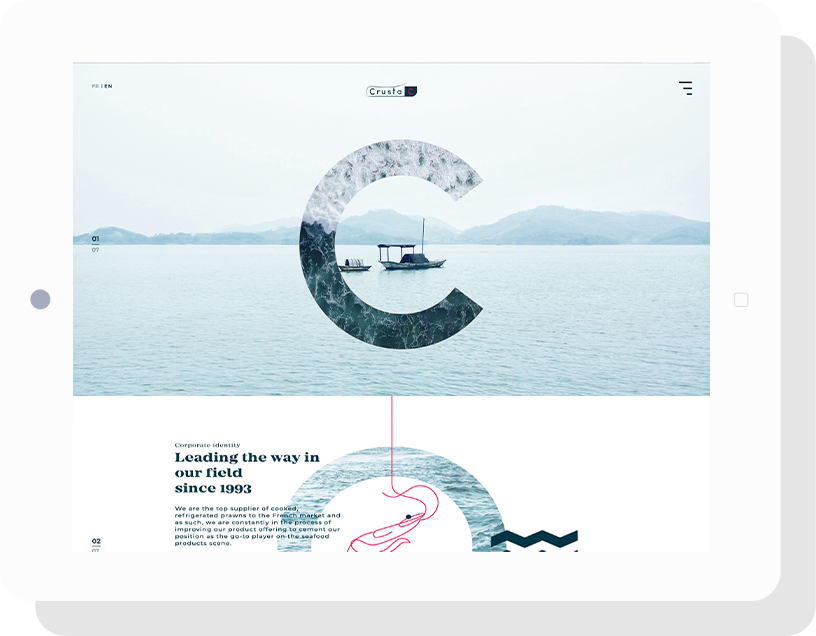 FR | EN
Crusta C
01
07
Corporate identity
Leading the way in
our field
since 1993
We are the top supplier of cooked,
refrigerated prawns to the French market and
as such, we are constantly in the process of
improving our product offering to cement our
position as the go-to player on the seafood
products scene.
02
07